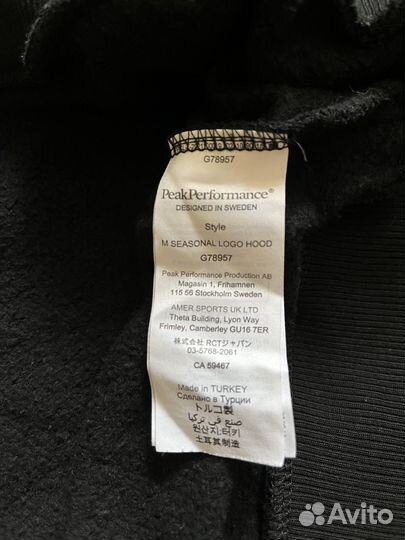 G78957
PeakPerformance®
DESIGNED IN SWEDEN
Style
M SEASONAL LOGO HOOD
G78957
Peak Performance Production AB
Magasin 1, Frihamnen
115 56 Stockholm Sweden
AMER SPORTS UK LTD
Theta Building, Lyon Way
Frimley, Camberley GU16 7ER
株式会社 RCTジャパン
03-5768-2061
CA 59467
Made in TURKEY
Сделано в Турции
トルコ製
صنع في تركيا
원산지:터키
土耳其制造
Avito